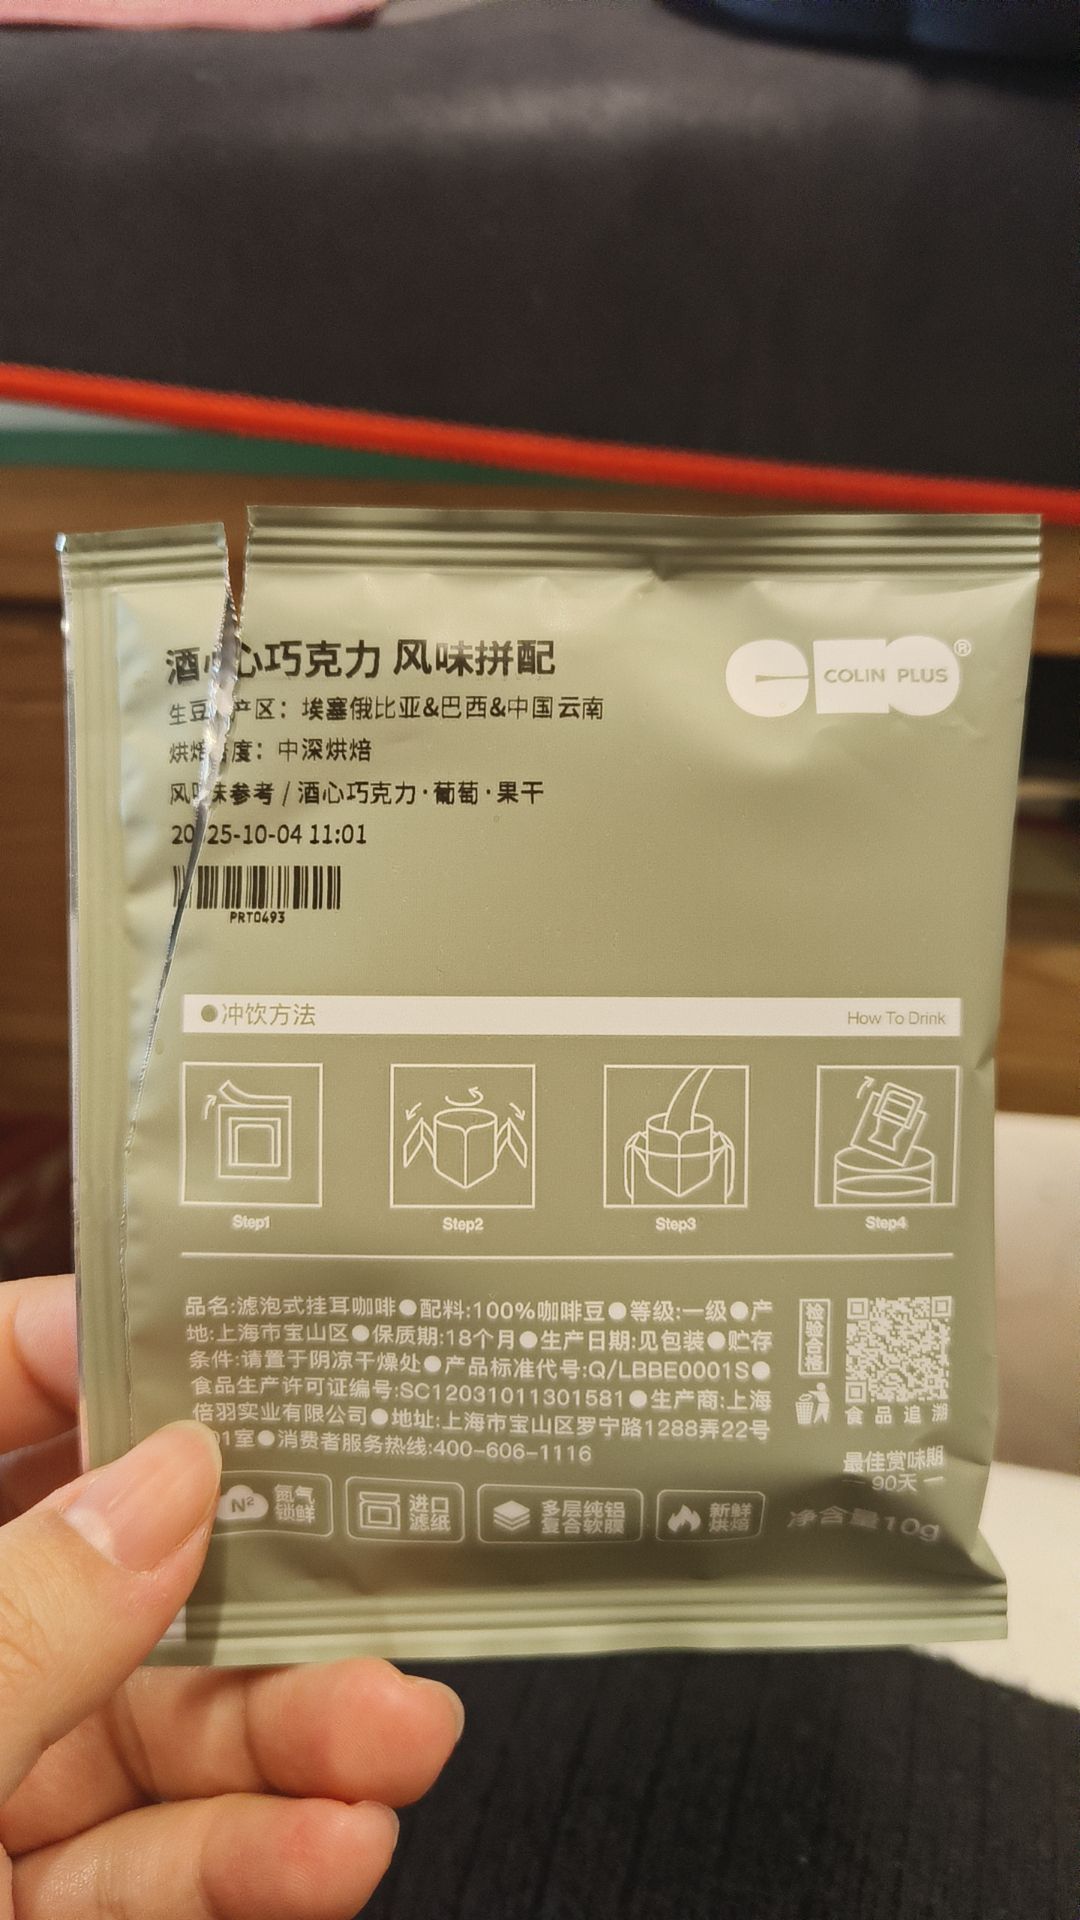 酒心巧克力 风味拼配
COLIN PLUS®
生豆产区：埃塞俄比亚&巴西&中国云南
烘焙度：中深烘焙
风味参考 / 酒心巧克力·葡萄·果干
2025-10-04 11:01
PRT0493
●冲饮方法
How To Drink
Step1
Step2
Step3
Step4
品名:滤泡式挂耳咖啡●配料:100%咖啡豆●等级:一级●产
地:上海市宝山区●保质期:18个月●生产日期:见包装●贮存
条件:请置于阴凉干燥处●产品标准代号:Q/LBBE0001S●
食品生产许可证编号:SC12031011301581●生产商:上海
倍羽实业有限公司●地址:上海市宝山区罗宁路1288弄22号
01室●消费者服务热线:400-606-1116
检验合格
食品追溯
最佳赏味期
90天
N²
氮气
锁鲜
进口
滤纸
多层纯铝
复合软膜
新鲜
烘焙
净含量10g